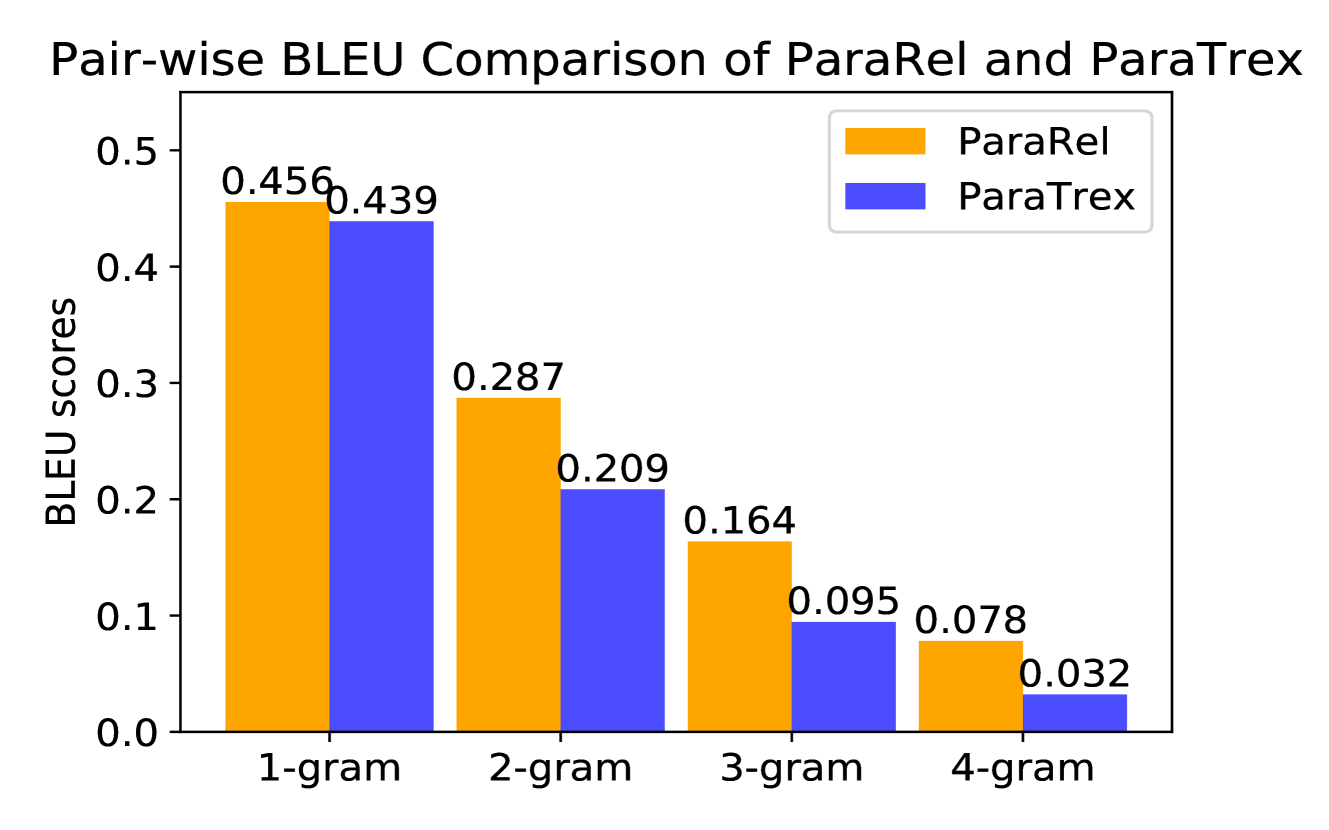 Pair-wise BLEU Comparison of ParaRel and ParaTrex
ParaRel
ParaTrex
BLEU scores
0.5
0.4
0.3
0.2
0.1
0.0
0.456
0.439
0.287
0.209
0.164
0.095
0.078
0.032
1-gram
2-gram
3-gram
4-gram